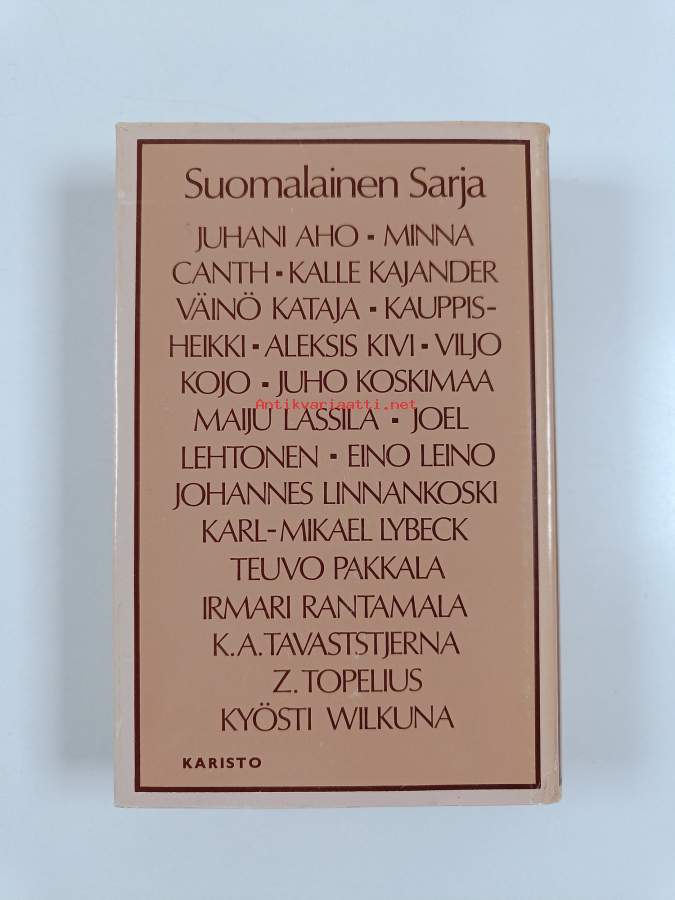 Suomalainen Sarja
JUHANI AHO ▪ MINNA
CANTH ▪ KALLE KAJANDER
VÄINÖ KATAJA ▪ KAUPPIS-
HEIKKI ▪ ALEKSIS KIVI ▪ VILJO
KOJO ▪ JUHO KOSKIMAA
Antikvariaatti.net
MAIJU LASSILA ▪ JOEL
LEHTONEN ▪ EINO LEINO
JOHANNES LINNANKOSKI
KARL-MIKAEL LYBECK
TEUVO PAKKALA
IRMARI RANTAMALA
K.A. TAVASTSTJERNA
Z. TOPELIUS
KYÖSTI WILKUNA
KARISTO